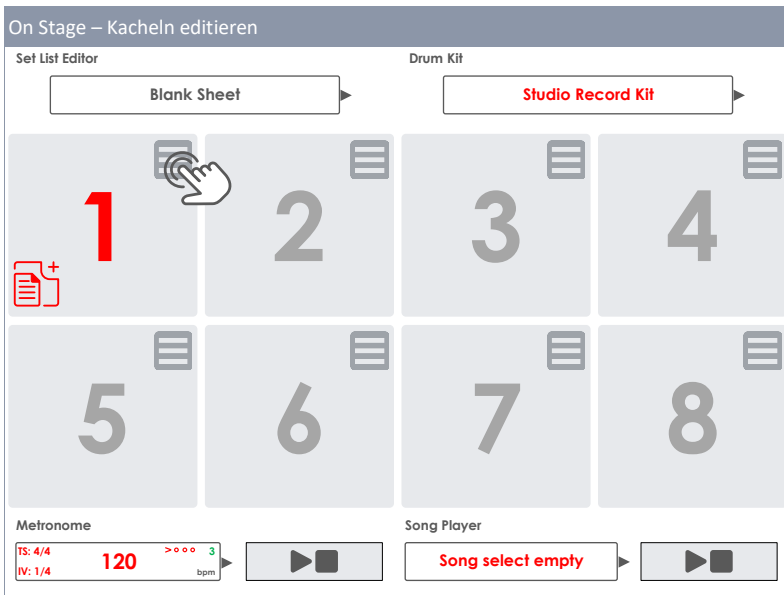 On Stage – Kacheln editieren
Set List Editor
Drum Kit
Blank Sheet
Studio Record Kit
1
2
3
4
5
6
7
8
Metronome
Song Player
TS: 4/4
IV: 1/4
120
3
bpm
Song select empty